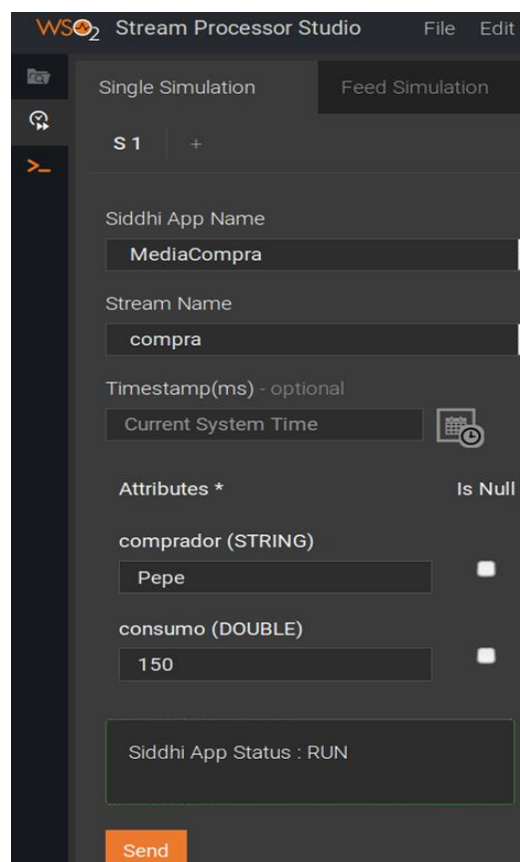 WSO2 Stream Processor Studio File Edit
Single Simulation Feed Simulation
S 1 +
Siddhi App Name
MediaCompra
Stream Name
compra
Timestamp(ms) - optional
Current System Time
Attributes * Is Null
comprador (STRING)
Pepe
consumo (DOUBLE)
150
Siddhi App Status : RUN
Send